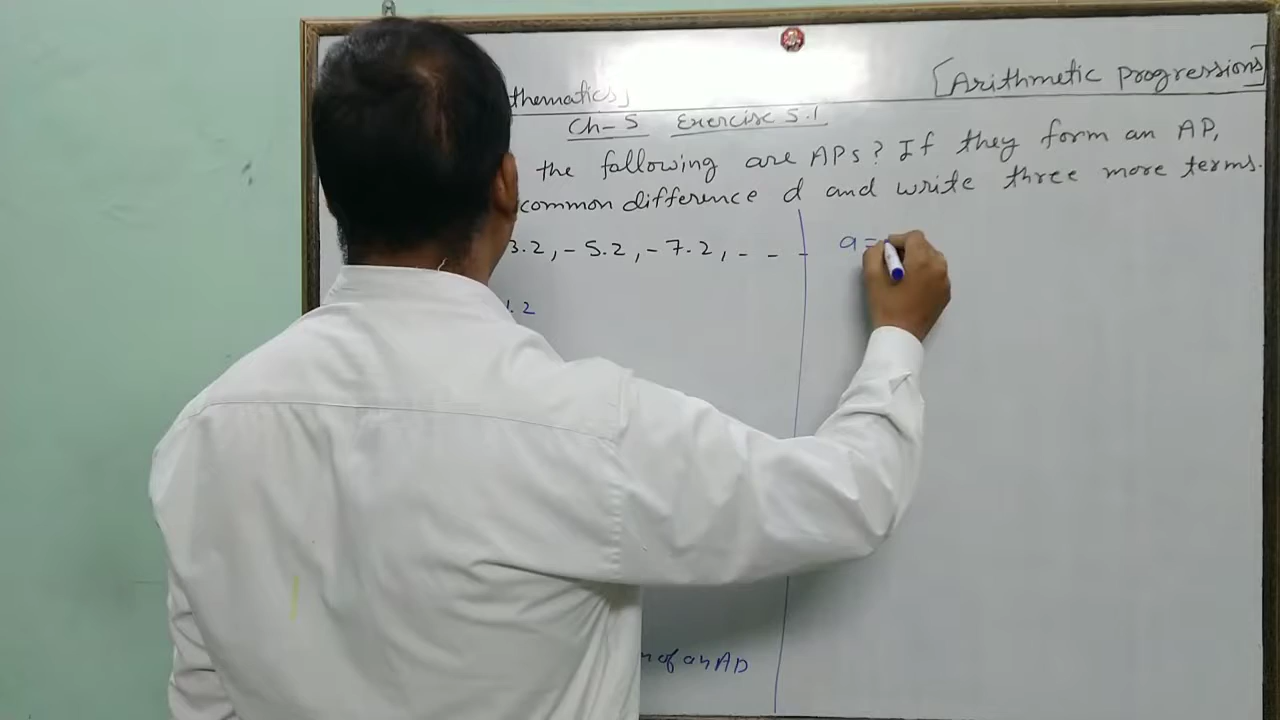 thematics]
[Arithmetic Progressions]
Ch-5 Exercise 5.1
the following are APs? If they form an AP,
common difference d and write three more terms.
3.2, -5.2, -7.2, - - -
a =
1.2
of an AP